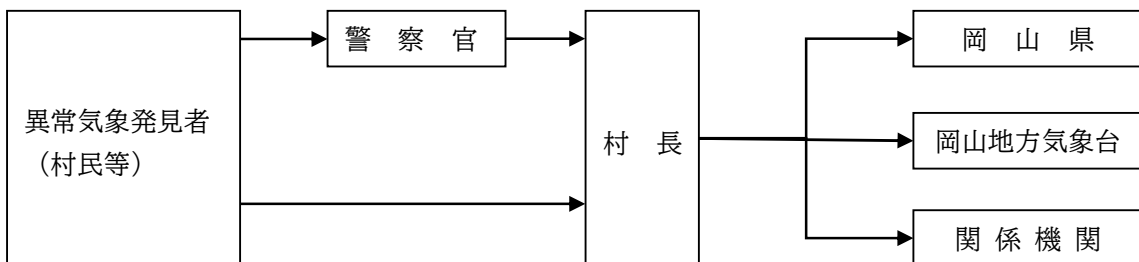 異常気象発見者
（村民等）
警 察 官
村 長
岡 山 県
岡山地方気象台
関 係 機 関